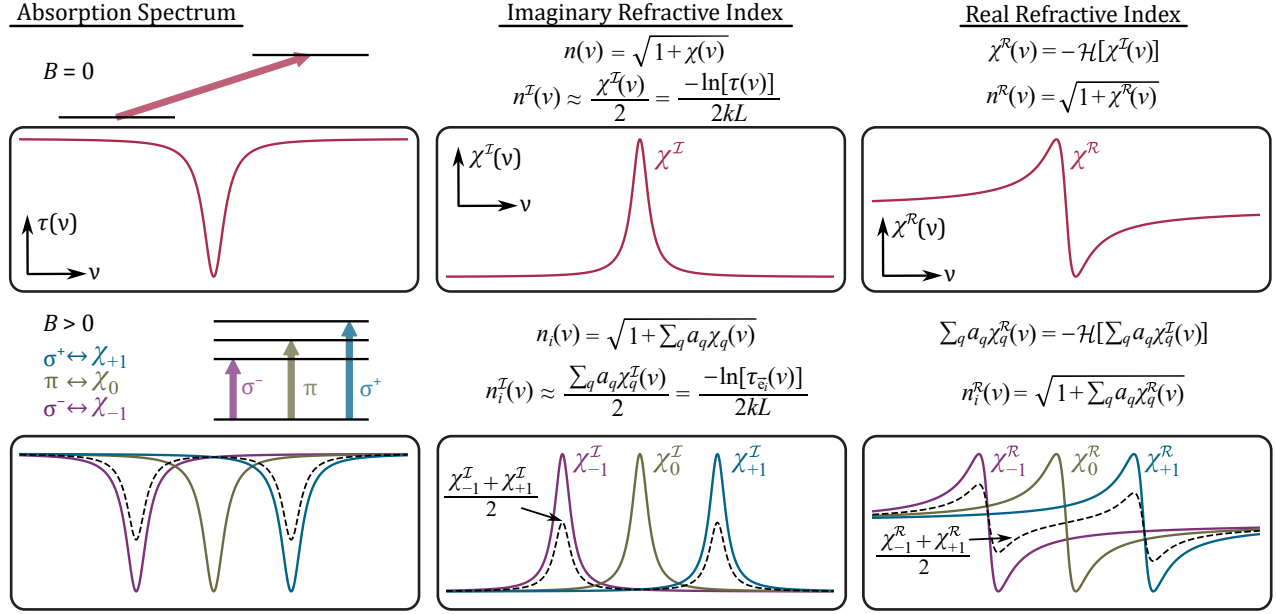 Absorption Spectrum
B = 0
τ(ν)
ν
Imaginary Refractive Index
n(ν) = √(1 + χ(ν))
n^ℐ(ν) ≈ χ^ℐ(ν)/2 = −ln[τ(ν)]/2kL
χ^ℐ(ν)
χ^ℐ
ν
Real Refractive Index
χ^ℛ(ν) = −ℋ[χ^ℐ(ν)]
n^ℛ(ν) = √(1 + χ^ℛ(ν))
χ^ℛ
χ^ℛ(ν)
ν
B > 0
σ⁺ ↔ χ₊₁
π ↔ χ₀
σ⁻ ↔ χ₋₁
σ⁻
π
σ⁺
n_i(ν) = √(1 + ∑_q a_q χ_q(ν))
n_i^ℐ(ν) ≈ ∑_q a_q χ_q^ℐ(ν)/2 = −ln[τ_{e⃗_i}(ν)]/2kL
χ₋₁^ℐ
χ₀^ℐ
χ₊₁^ℐ
(χ₋₁^ℐ + χ₊₁^ℐ)/2
∑_q a_q χ_q^ℛ(ν) = −ℋ[∑_q a_q χ_q^ℐ(ν)]
n_i^ℛ(ν) = √(1 + ∑_q a_q χ_q^ℛ(ν))
χ₋₁^ℛ
χ₀^ℛ
χ₊₁^ℛ
(χ₋₁^ℛ + χ₊₁^ℛ)/2